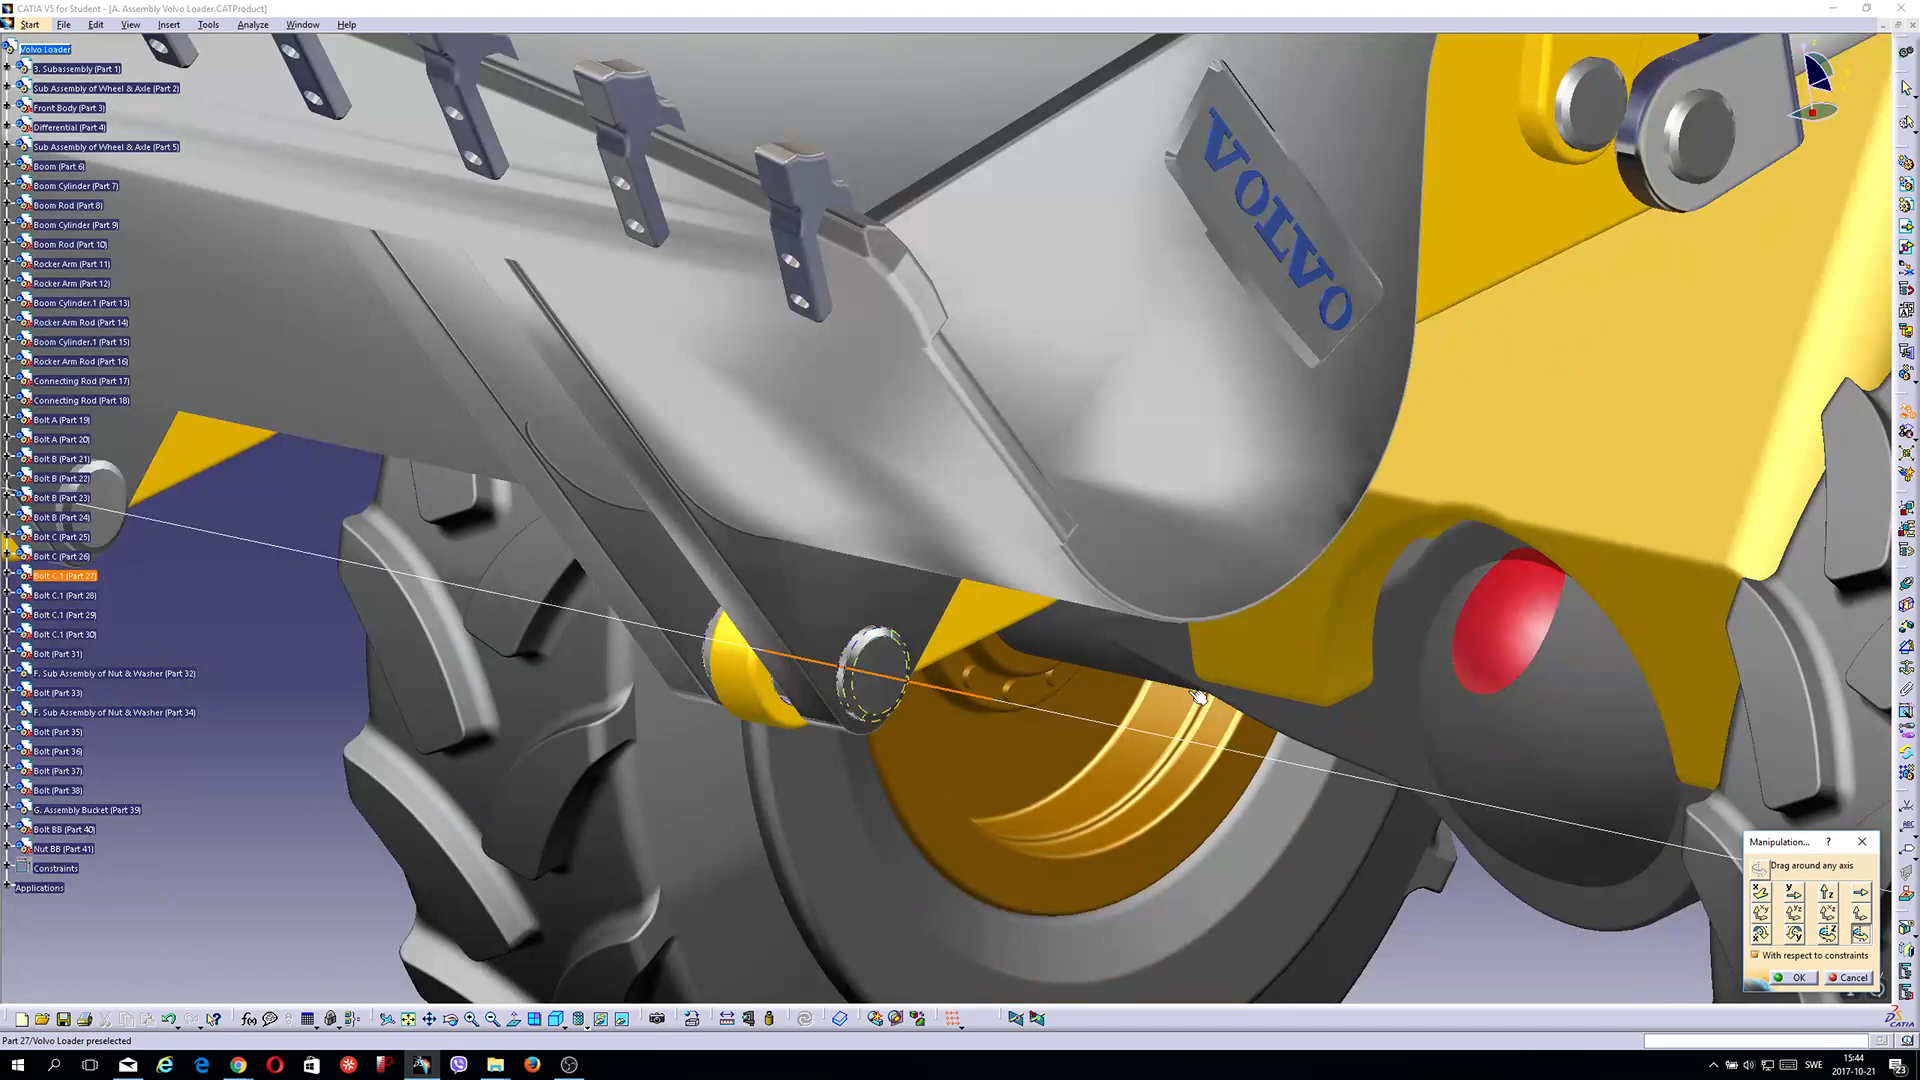 CATIA V5 for Student - [A. Assembly Volvo Loader.CATProduct]
Start File Edit View Insert Tools Analyze Window Help
Volvo Loader
3. Subassembly (Part 1)
Sub Assembly of Wheel & Axle (Part 2)
Front Body (Part 3)
Differential (Part 4)
Sub Assembly of Wheel & Axle (Part 5)
Boom (Part 6)
Boom Cylinder (Part 7)
Boom Rod (Part 8)
Boom Cylinder (Part 9)
Boom Rod (Part 10)
Rocker Arm (Part 11)
Rocker Arm (Part 12)
Boom Cylinder.1 (Part 13)
Rocker Arm Rod (Part 14)
Boom Cylinder.1 (Part 15)
Rocker Arm Rod (Part 16)
Connecting Rod (Part 17)
Connecting Rod (Part 18)
Bolt A (Part 19)
Bolt A (Part 20)
Bolt B (Part 21)
Bolt B (Part 22)
Bolt B (Part 23)
Bolt B (Part 24)
Bolt C (Part 25)
Bolt C (Part 26)
Bolt C.1 (Part 27)
Bolt C.1 (Part 28)
Bolt C.1 (Part 29)
Bolt C.1 (Part 30)
Bolt (Part 31)
F. Sub Assembly of Nut & Washer (Part 32)
Bolt (Part 33)
F. Sub Assembly of Nut & Washer (Part 34)
Bolt (Part 35)
Bolt (Part 36)
Bolt (Part 37)
Bolt (Part 38)
G. Assembly Bucket (Part 39)
Bolt BB (Part 40)
Nut BB (Part 41)
Constraints
Applications
VOLVO
Manipulation... ?
Drag around any axis
With respect to constraints
OK Cancel
CATIA
Part 27/Volvo Loader preselected
SWE
15:44
2017-10-21
23